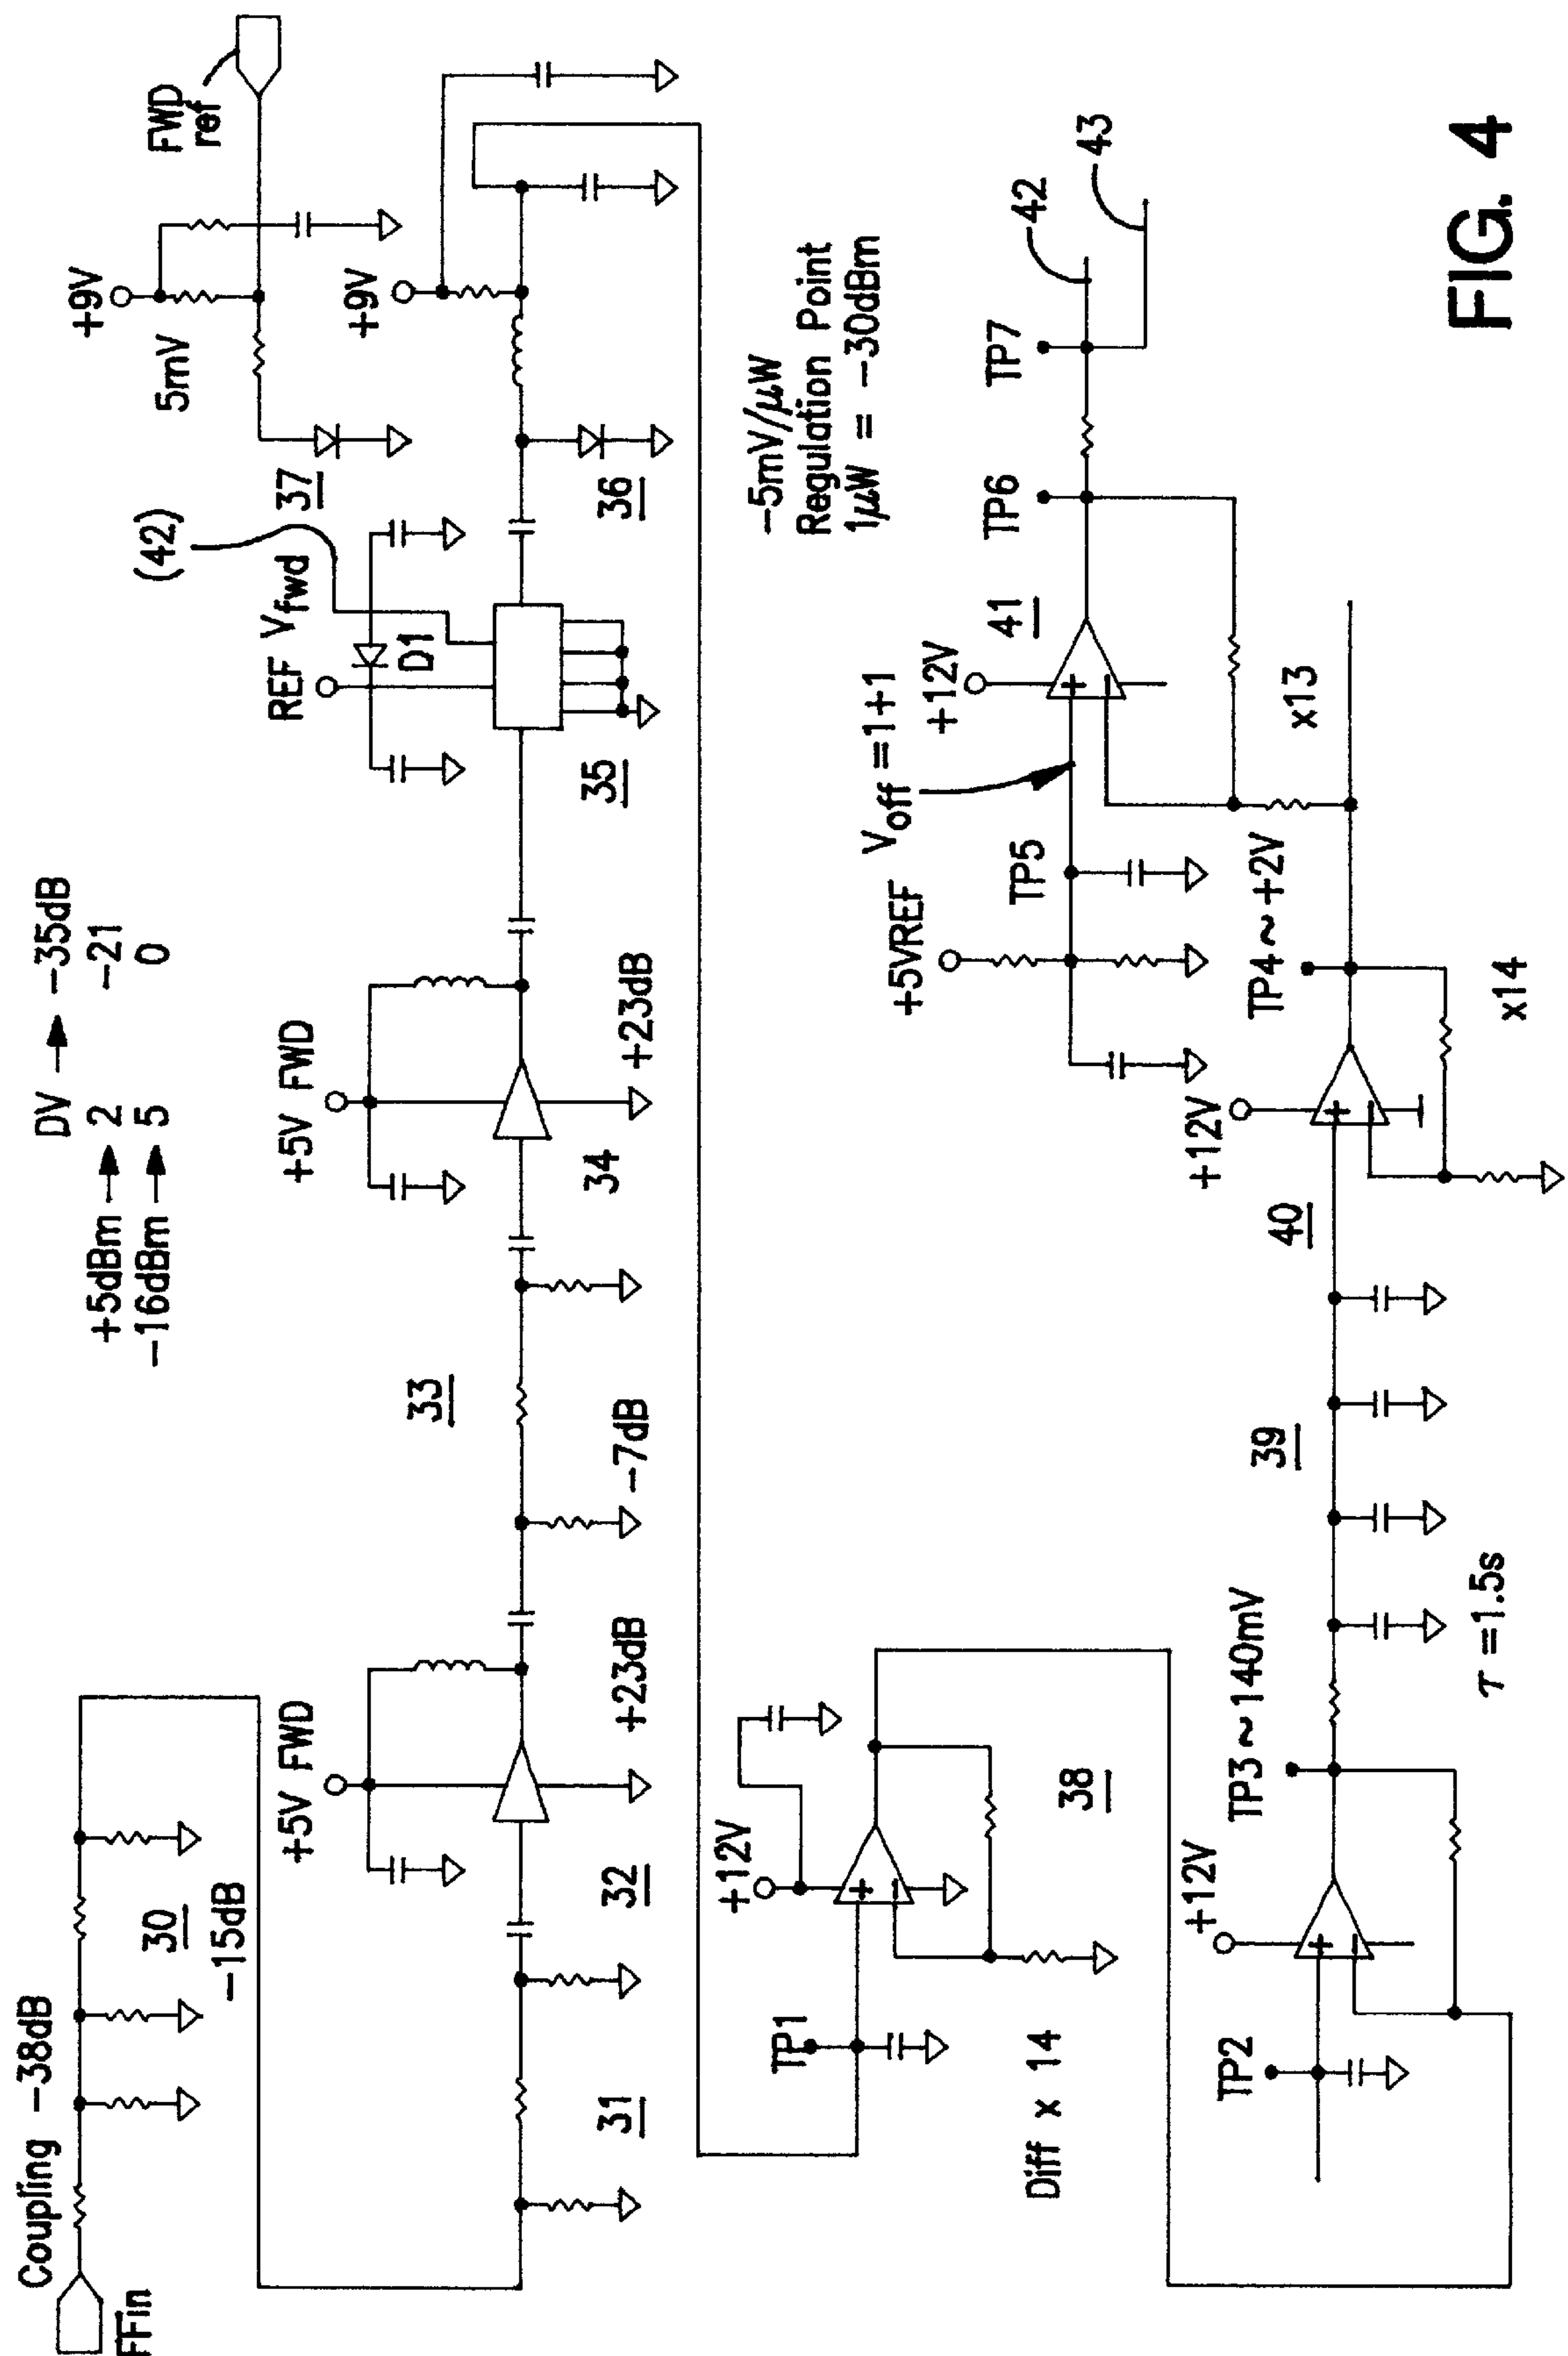 Coupling -38dB
FFin
30
-15dB
DV → -35dB
+5dBm → 2 -21
-16dBm → 5 0
+9V
5mV
FWD
ref
37
31
32
+5V FWD
+23dB
33
-7dB
+5V FWD
34
+23dB
35
REF Vfwd
D1
(42)
36
+9V
-5mV/μW
Regulation Point
1μW = -30dBm
TP1
+12V
38
Diff x 14
TP2
+12V
TP3~140mV
τ =1.5s
39
40
+12V
TP4~+2V
x14
+5VREF
TP5
Voff =1+1
+12V
41
x13
TP6
TP7
42
43
FIG. 4